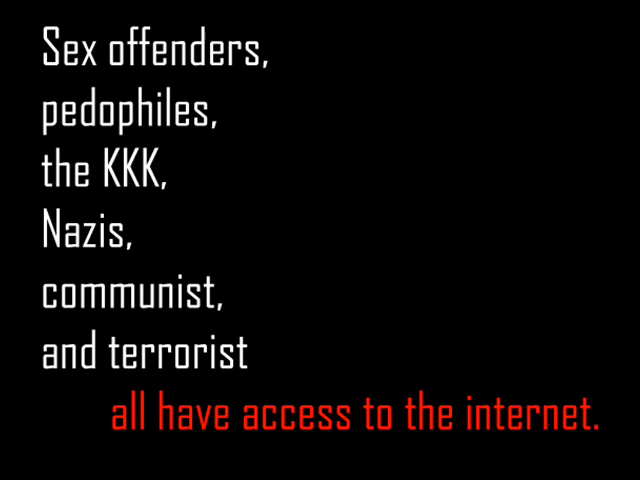 Sex offenders,
pedophiles,
the KKK,
Nazis,
communist,
and terrorist
all have access to the internet.